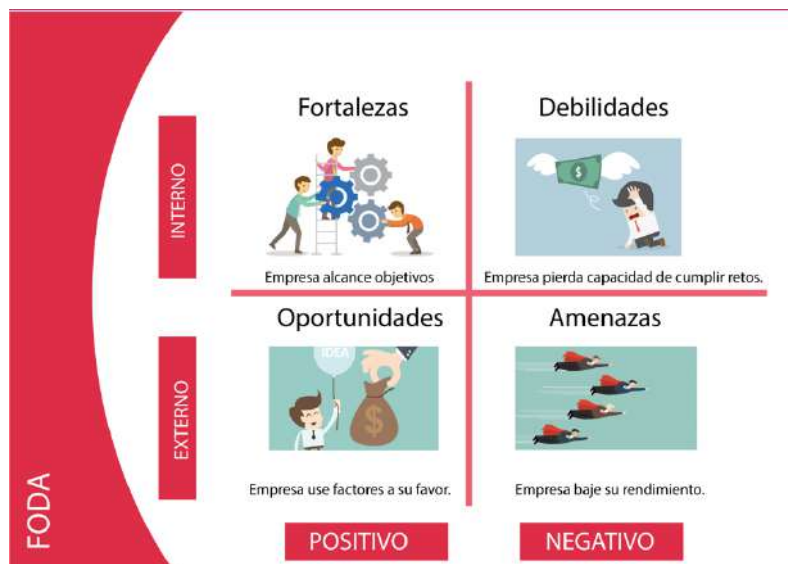 Fortalezas
Debilidades
INTERNO
Empresa alcance objetivos
Empresa pierda capacidad de cumplir retos.
Oportunidades
Amenazas
IDEA
$
$
EXTERNO
Empresa use factores a su favor.
Empresa baje su rendimiento.
FODA
POSITIVO
NEGATIVO